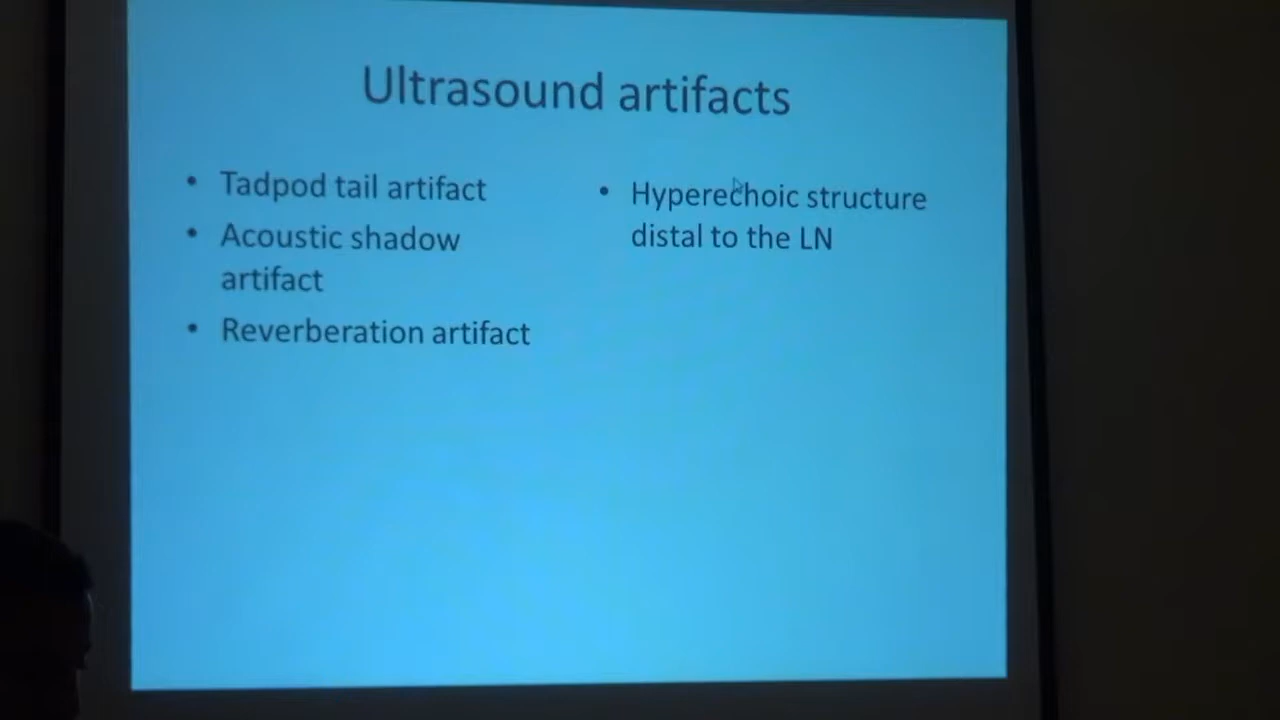 Ultrasound artifacts
• Tadpod tail artifact
• Acoustic shadow
artifact
• Reverberation artifact
• Hyperechoic structure
distal to the LN